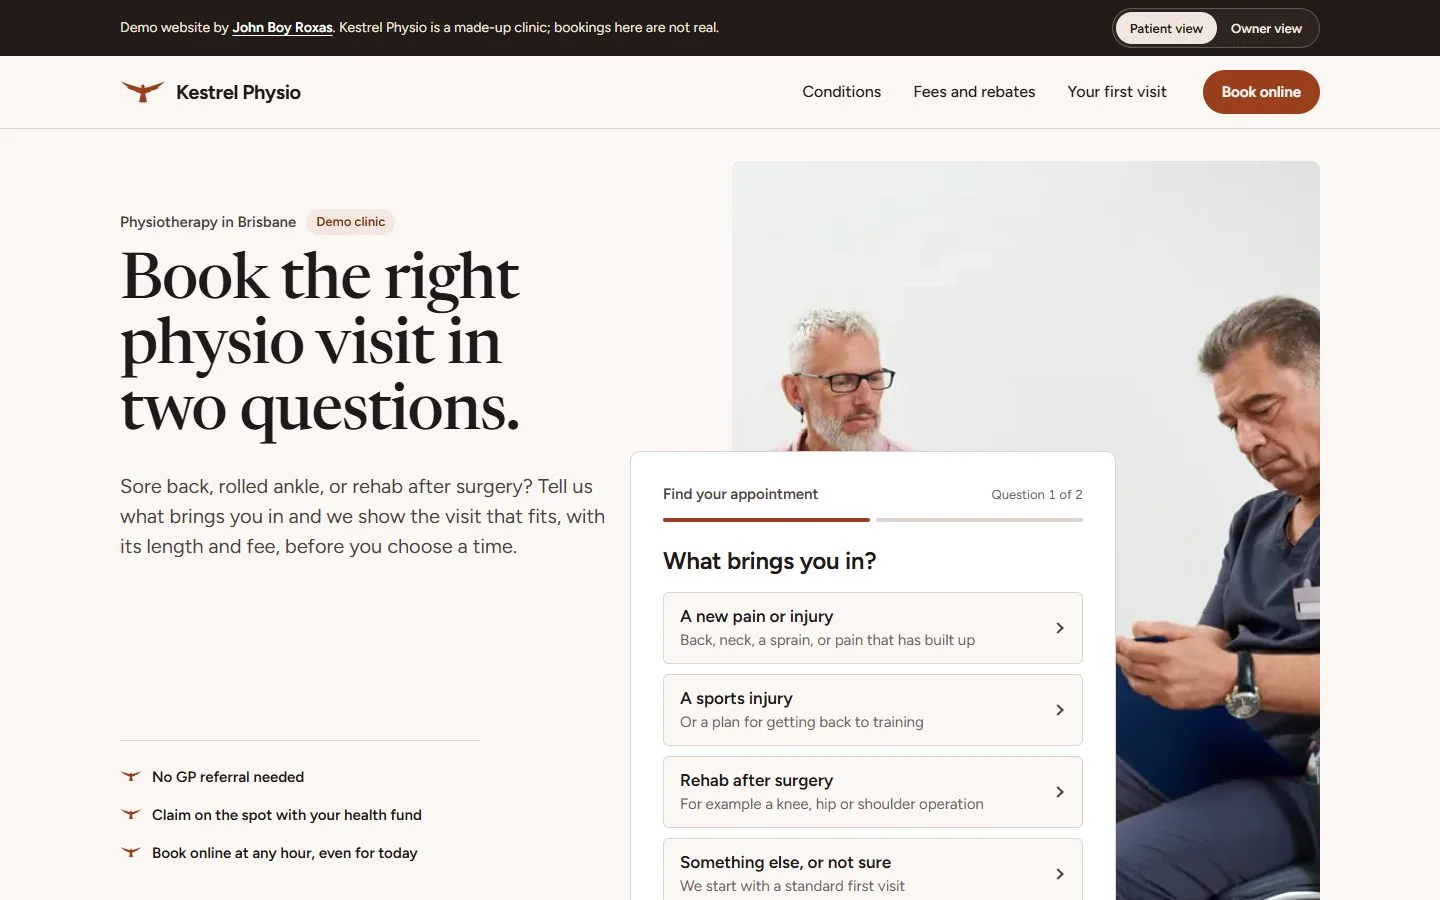 Demo website by John Boy Roxas. Kestrel Physio is a made-up clinic; bookings here are not real.
Patient view
Owner view
Kestrel Physio
Conditions
Fees and rebates
Your first visit
Book online
Physiotherapy in Brisbane
Demo clinic
Book the right
physio visit in
two questions.
Sore back, rolled ankle, or rehab after surgery? Tell us
what brings you in and we show the visit that fits, with
its length and fee, before you choose a time.
No GP referral needed
Claim on the spot with your health fund
Book online at any hour, even for today
Find your appointment
Question 1 of 2
What brings you in?
A new pain or injury
Back, neck, a sprain, or pain that has built up
A sports injury
Or a plan for getting back to training
Rehab after surgery
For example a knee, hip or shoulder operation
Something else, or not sure
We start with a standard first visit